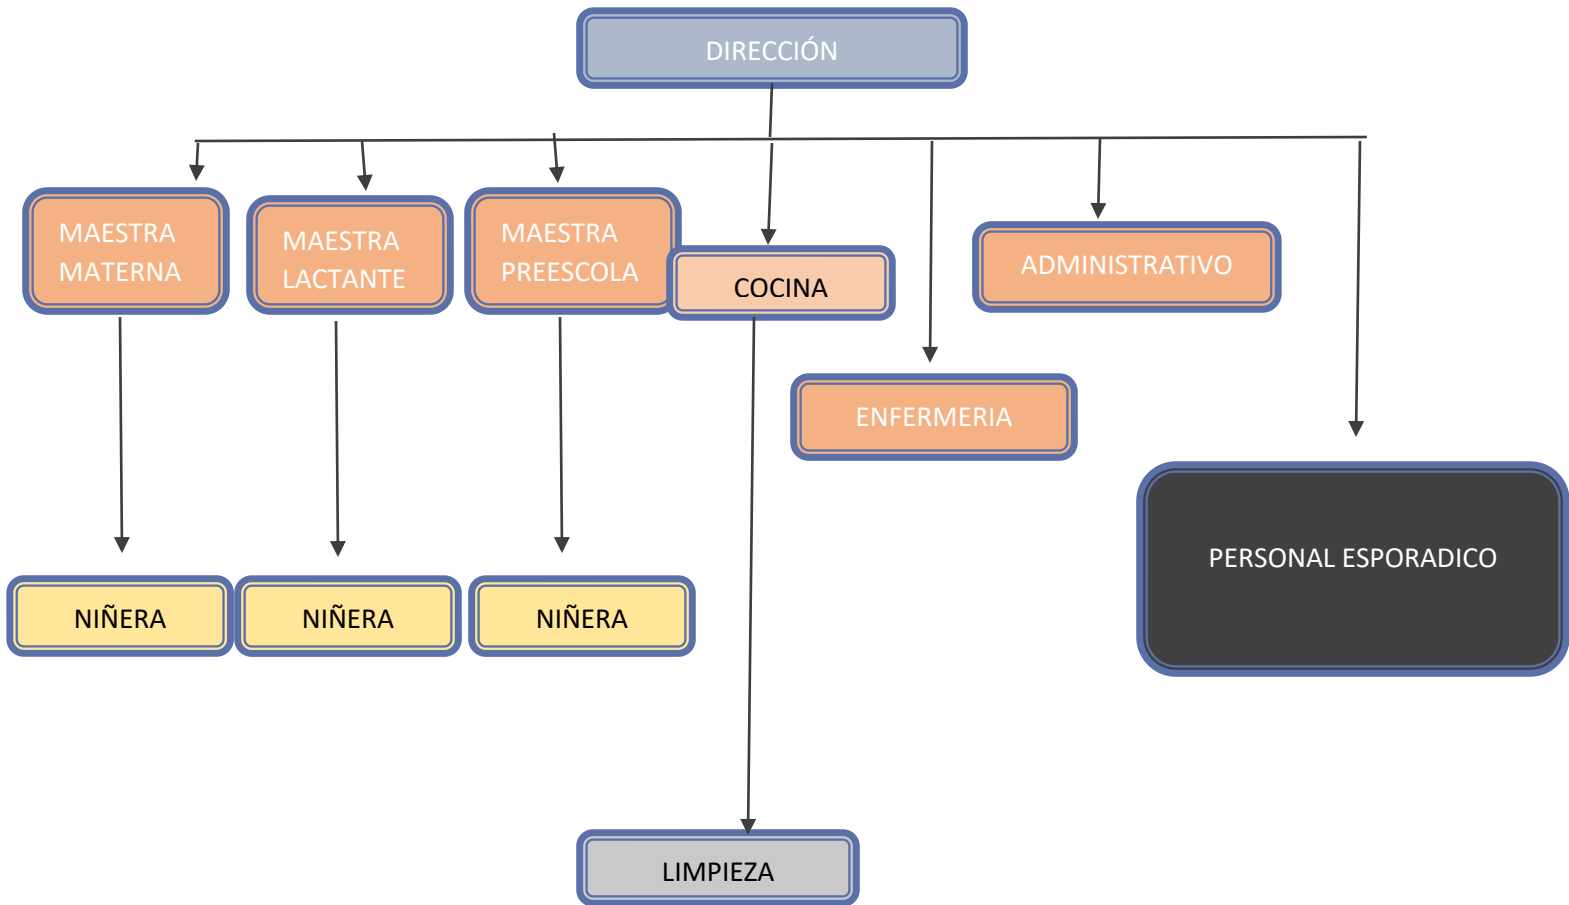 DIRECCIÓN
MAESTRA
MATERNA
MAESTRA
LACTANTE
MAESTRA
PREESCOLA
COCINA
ADMINISTRATIVO
ENFERMERIA
PERSONAL ESPORADICO
NIÑERA
NIÑERA
NIÑERA
LIMPIEZA